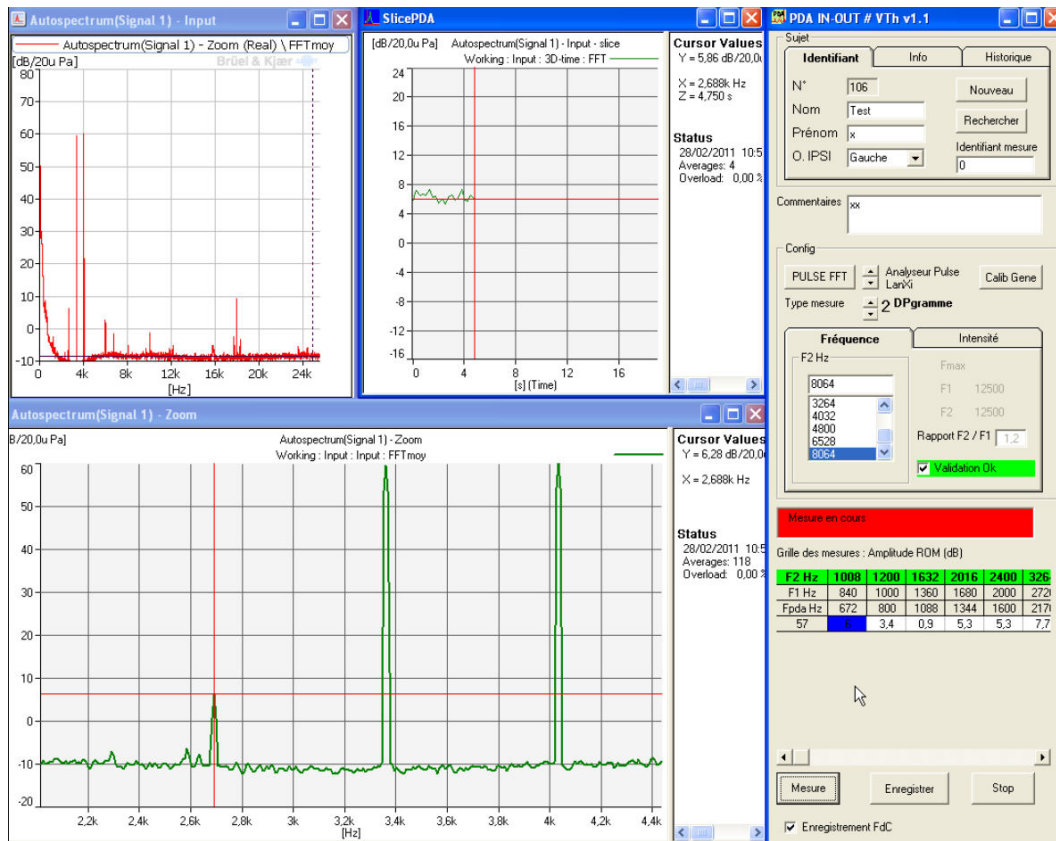 Autospectrum(Signal 1) - Input
Autospectrum(Signal 1) - Zoom (Real) \ FFTmoy
[dB/20u Pa]
Brüel & Kjær
80
70
60
50
40
30
20
10
0
-10
0 4k 8k 12k 16k 20k 24k
[Hz]
SlicePDA
[dB/20,0u Pa] Autospectrum(Signal 1) - Input - slice
Working : Input : 3D-time : FFT
24
20
16
12
8
4
0
-4
-8
-12
-16
0 4 8 12 16
[s] (Time)
Cursor Values
Y = 5,86 dB/20,0u
X = 2,688k Hz
Z = 4,750 s
Status
28/02/2011 10:5
Averages: 4
Overload: 0,00 %
Autospectrum(Signal 1) - Zoom
B/20,0u Pa]
Autospectrum(Signal 1) - Zoom
Working : Input : Input : FFTmoy
60
50
40
30
20
10
0
-10
-20
2,2k 2,4k 2,6k 2,8k 3k 3,2k 3,4k 3,6k 3,8k 4k 4,2k 4,4k
[Hz]
Cursor Values
Y = 6,28 dB/20,0u
X = 2,688k Hz
Status
28/02/2011 10:5
Averages: 118
Overload: 0,00 %
PDA IN-OUT # VTh v1.1
Sujet
Identifiant Info Historique
N° 106 Nouveau
Nom Test
Rechercher
Prénom x
Identifiant mesure
O. IPSI Gauche 0
Commentaires xx
Config
PULSE FFT Analyseur Pulse LanXi Calib Gene
Type mesure 2 DPgramme
Fréquence Intensité
F2 Hz
Fmax
8064
F1 12500
3264
4032
F2 12500
4800
Rapport F2 / F1 1,2
6528
8064
Validation Ok
Mesure en cours
Grille des mesures : Amplitude ROM (dB)
F2 Hz 1008 1200 1632 2016 2400 326
F1 Hz 840 1000 1360 1680 2000 272
Fpda Hz 672 800 1088 1344 1600 217
57 6 3,4 0,9 5,3 5,3 7,7
Mesure Enregistrer Stop
Enregistrement FdC